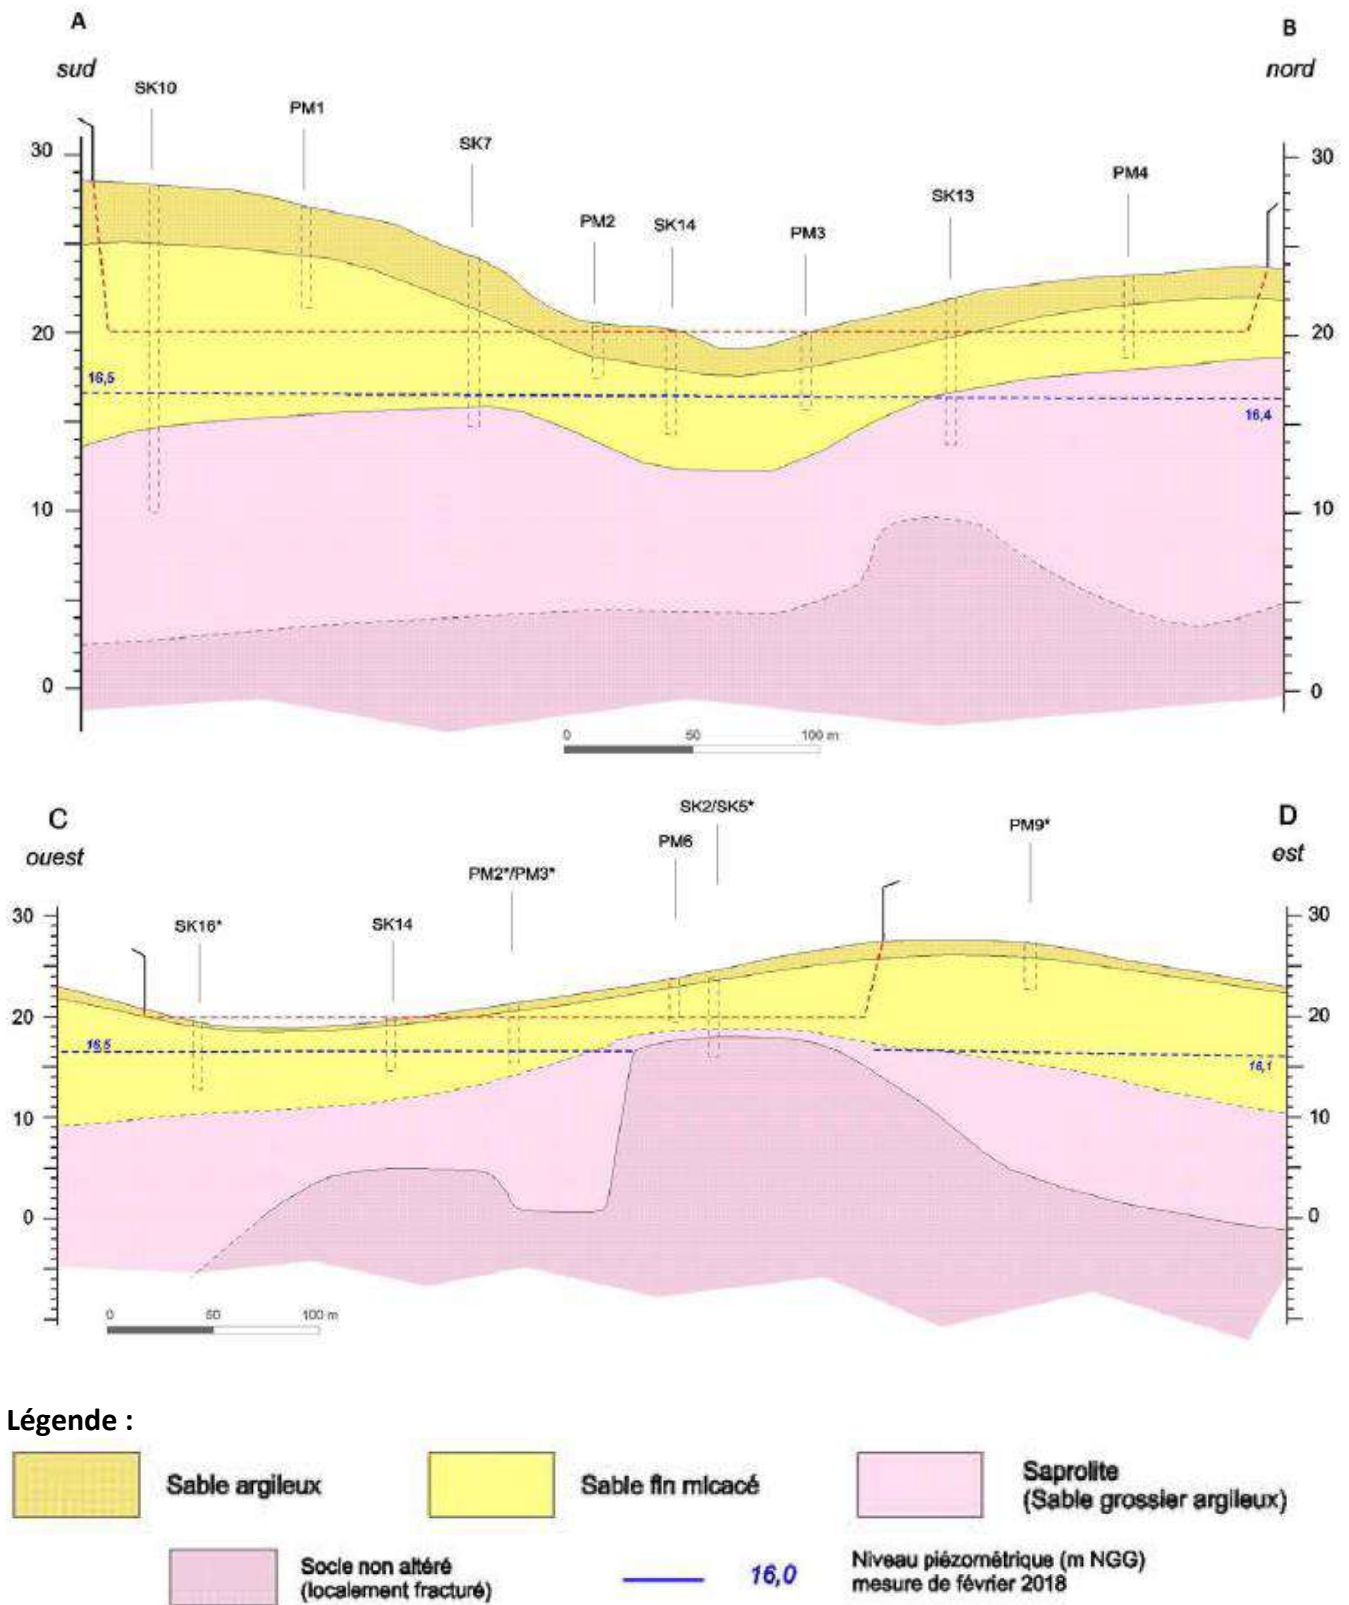 A
B
sud
nord
SK10
PM1
SK7
PM2
SK14
PM3
SK13
PM4
30
30
20
20
16,5
16,4
10
10
0
0
0 50 100 m
C
D
ouest
est
SK2/SK5*
PM6
PM9*
PM2*/PM3*
SK16*
SK14
30
30
20
20
16,5
16,1
10
10
0
0
0 50 100 m
Légende :
Sable argileux
Sable fin micacé
Saprolite
(Sable grossier argileux)
Socle non altéré
(localement fracturé)
16,0
Niveau piézométrique (m NGG)
mesure de février 2018